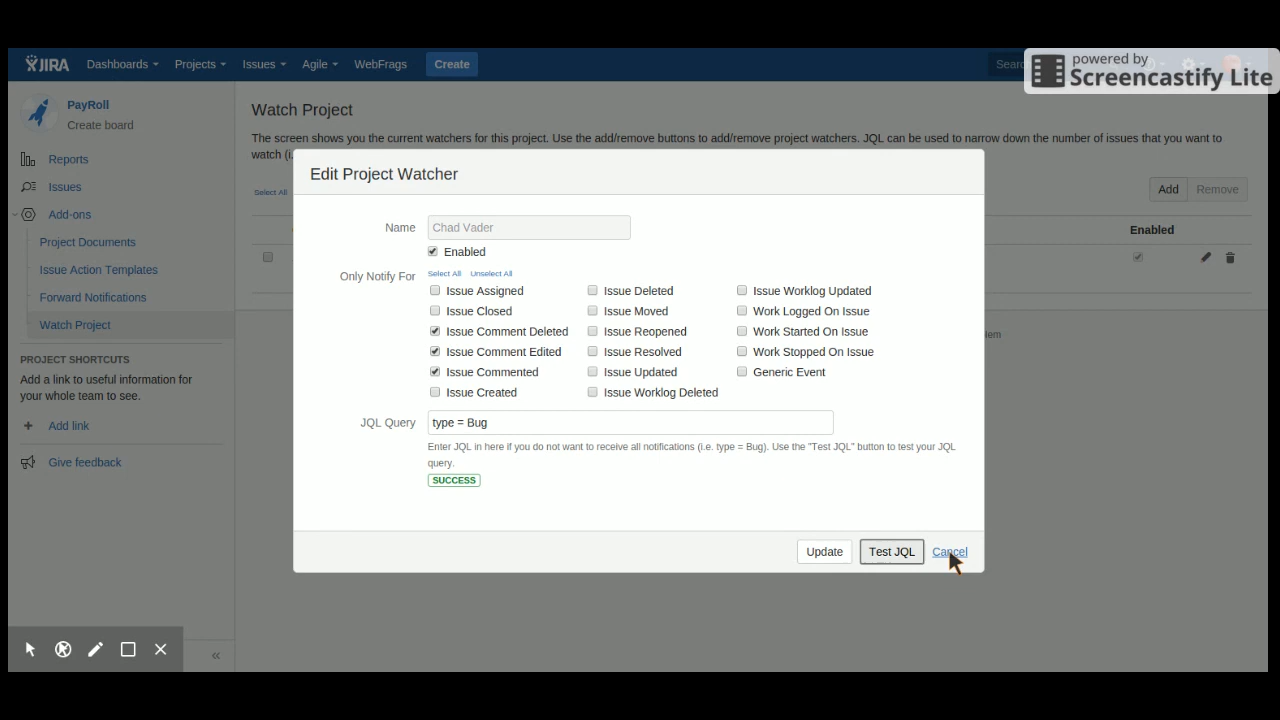 JIRA Dashboards Projects Issues Agile WebFrags Create
powered by
Screencastify Lite
PayRoll
Create board
Reports
Issues
Add-ons
Project Documents
Issue Action Templates
Forward Notifications
Watch Project
PROJECT SHORTCUTS
Add a link to useful information for
your whole team to see.
Add link
Give feedback
Watch Project
The screen shows you the current watchers for this project. Use the add/remove buttons to add/remove project watchers. JQL can be used to narrow down the number of issues that you want to
watch (i.
Select All
Add Remove
Enabled
Edit Project Watcher
Name Chad Vader
Enabled
Only Notify For Select All Unselect All
Issue Assigned Issue Deleted Issue Worklog Updated
Issue Closed Issue Moved Work Logged On Issue
Issue Comment Deleted Issue Reopened Work Started On Issue
Issue Comment Edited Issue Resolved Work Stopped On Issue
Issue Commented Issue Updated Generic Event
Issue Created Issue Worklog Deleted
JQL Query type = Bug
Enter JQL in here if you do not want to receive all notifications (i.e. type = Bug). Use the "Test JQL" button to test your JQL
query.
SUCCESS
Update Test JQL Cancel